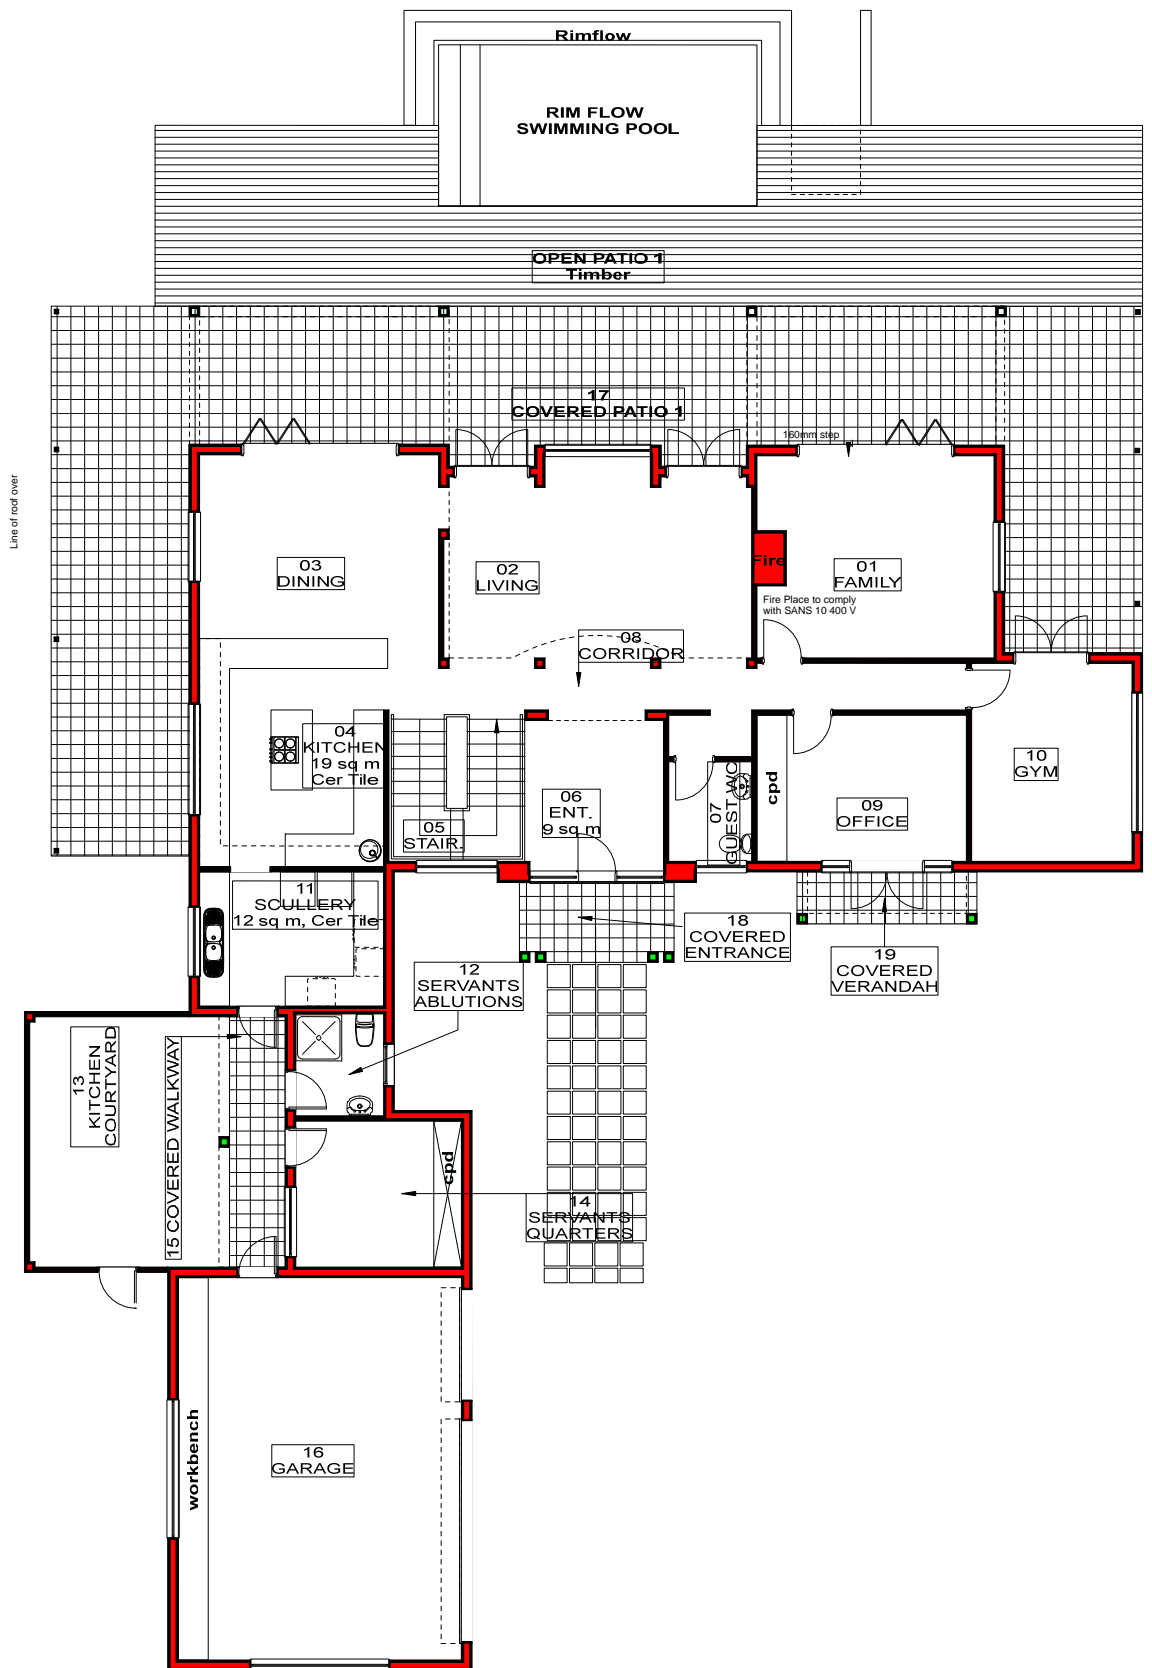 Rimflow
RIM FLOW
SWIMMING POOL
OPEN PATIO 1
Timber
17
COVERED PATIO 1
160mm step
Line of roof over
03
DINING
02
LIVING
Fire
01
FAMILY
Fire Place to comply
with SANS 10 400 V
08
CORRIDOR
04
KITCHEN
19 sq m
Cer Tile
05
STAIR.
06
ENT.
9 sq m
07
GUEST WC
cpd
09
OFFICE
10
GYM
11
SCULLERY
12 sq m, Cer Tile
18
COVERED
ENTRANCE
19
COVERED
VERANDAH
12
SERVANTS
ABLUTIONS
13
KITCHEN
COURTYARD
15 COVERED WALKWAY
cpd
14
SERVANTS
QUARTERS
workbench
16
GARAGE